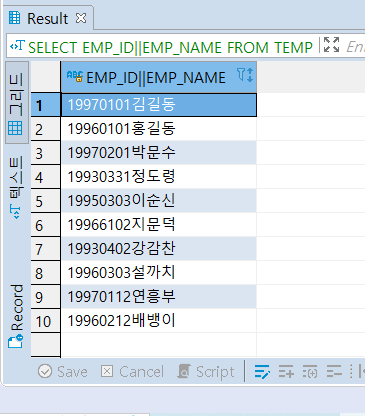 Result
SELECT EMP_ID||EMP_NAME FROM TEMP
Ent
ABC EMP_ID||EMP_NAME
1 19970101김길동
2 19960101홍길동
3 19970201박문수
4 19930331정도령
5 19950303이순신
6 19966102지문덕
7 19930402강감찬
8 19960303설까치
9 19970112연흥부
10 19960212배뱅이
그리드
텍스트
Record
Save Cancel Script